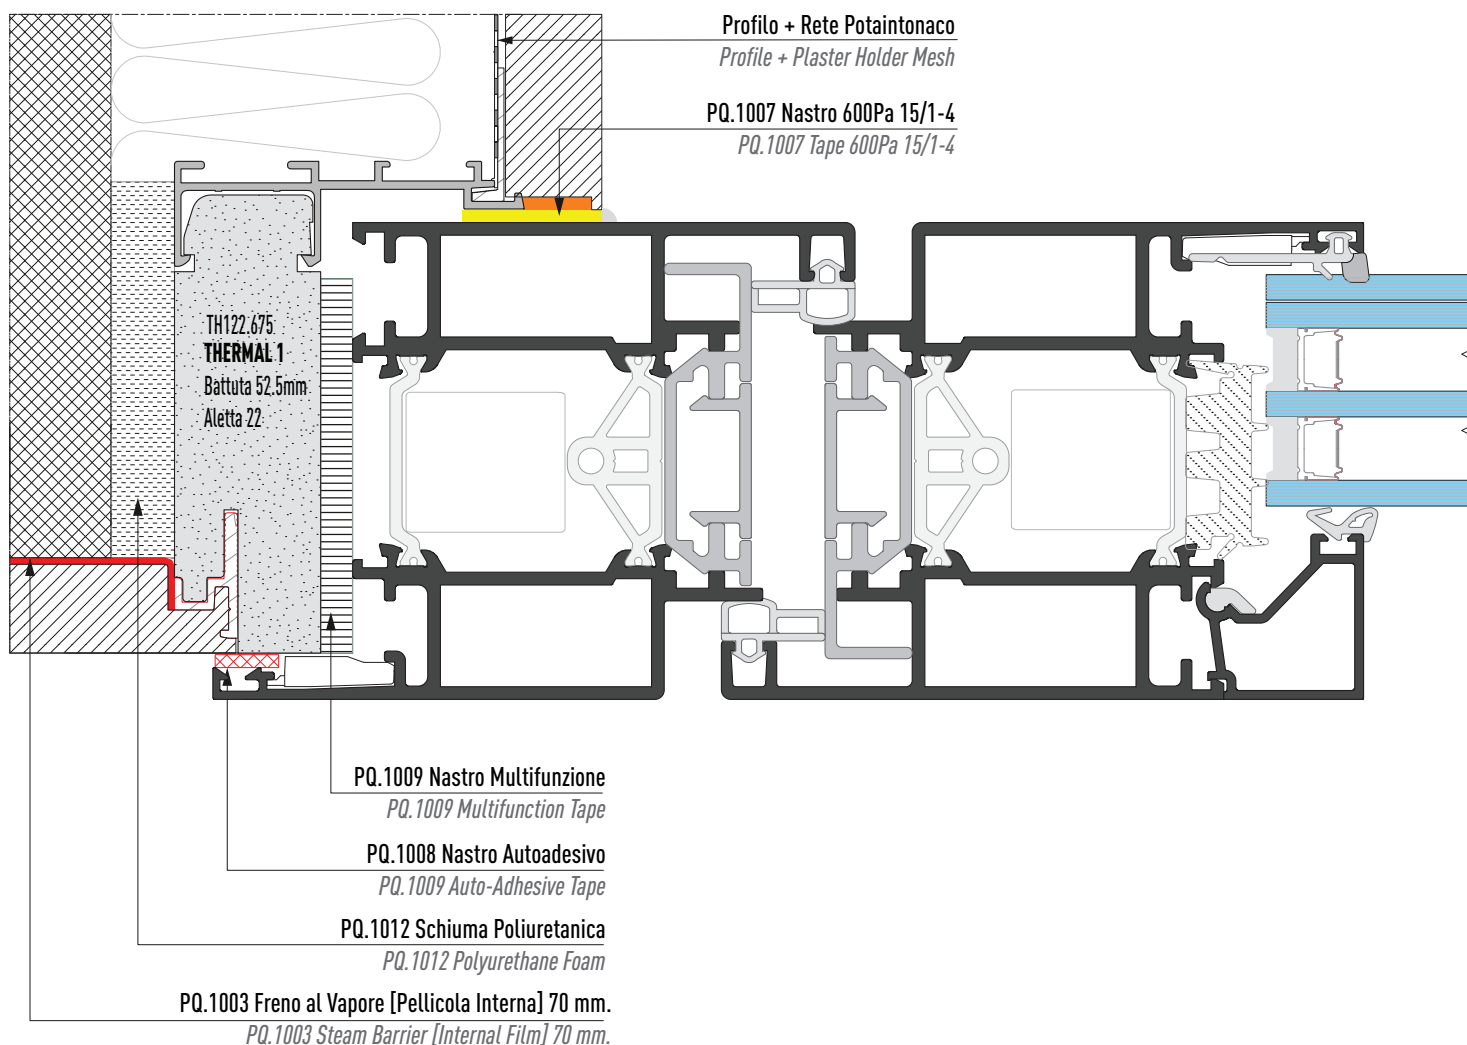 Profilo + Rete Potaintonaco
Profile + Plaster Holder Mesh
PQ.1007 Nastro 600Pa 15/1-4
PQ.1007 Tape 600Pa 15/1-4
TH122.675
THERMAL 1
Battuta 52.5mm
Aletta 22
PQ.1009 Nastro Multifunzione
PQ.1009 Multifunction Tape
PQ.1008 Nastro Autoadesivo
PQ.1009 Auto-Adhesive Tape
PQ.1012 Schiuma Poliuretanica
PQ.1012 Polyurethane Foam
PQ.1003 Freno al Vapore [Pellicola Interna] 70 mm.
PQ.1003 Steam Barrier [Internal Film] 70 mm.